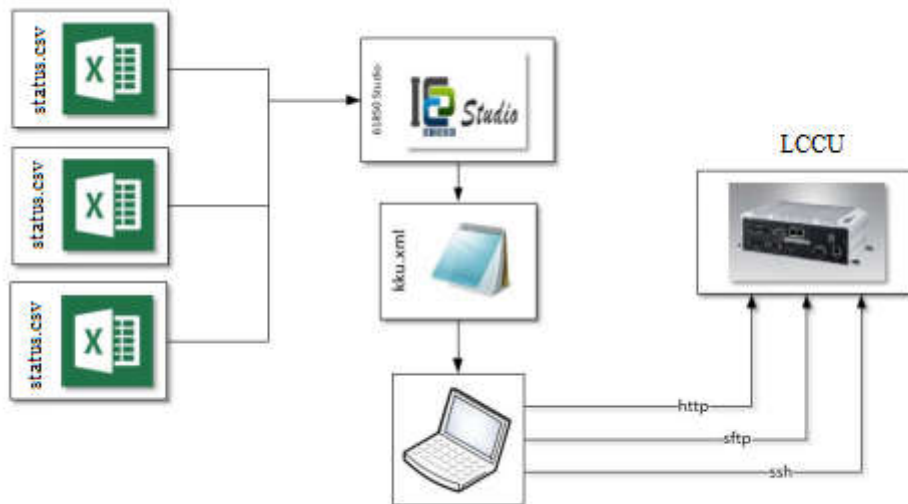 status.csv
status.csv
status.csv
61850 Studio
Studio
kku.xml
LCCU
http
sftp
ssh